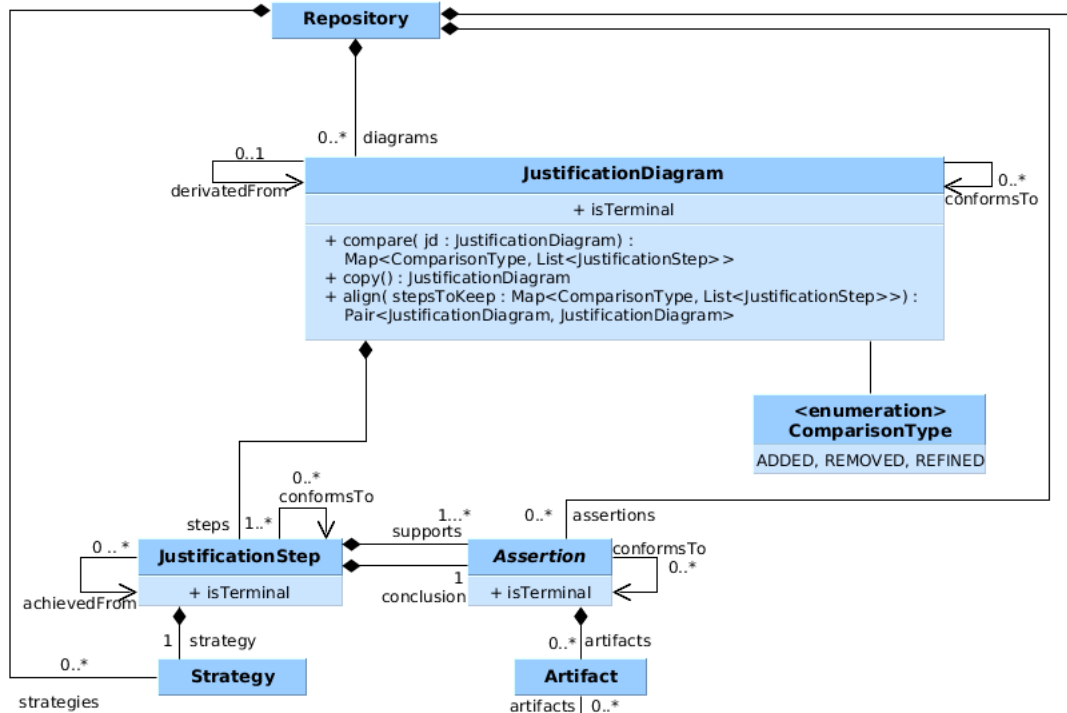 Repository
0..* diagrams
0..1
derivatedFrom
JustificationDiagram
+ isTerminal
+ compare( jd : JustificationDiagram) :
Map<ComparisonType, List<JustificationStep>>
+ copy() : JustificationDiagram
+ align( stepsToKeep : Map<ComparisonType, List<JustificationStep>>) :
Pair<JustificationDiagram, JustificationDiagram>
0..*
conformsTo
<enumeration>
ComparisonType
ADDED, REMOVED, REFINED
0..*
conformsTo
steps 1..*
1...*
supports
0..* assertions
0 .. *
achievedFrom
JustificationStep
+ isTerminal
1
conclusion
Assertion
+ isTerminal
conformsTo
0..*
1 strategy
0..* artifacts
0..*
strategies
Strategy
Artifact
artifacts 0..*